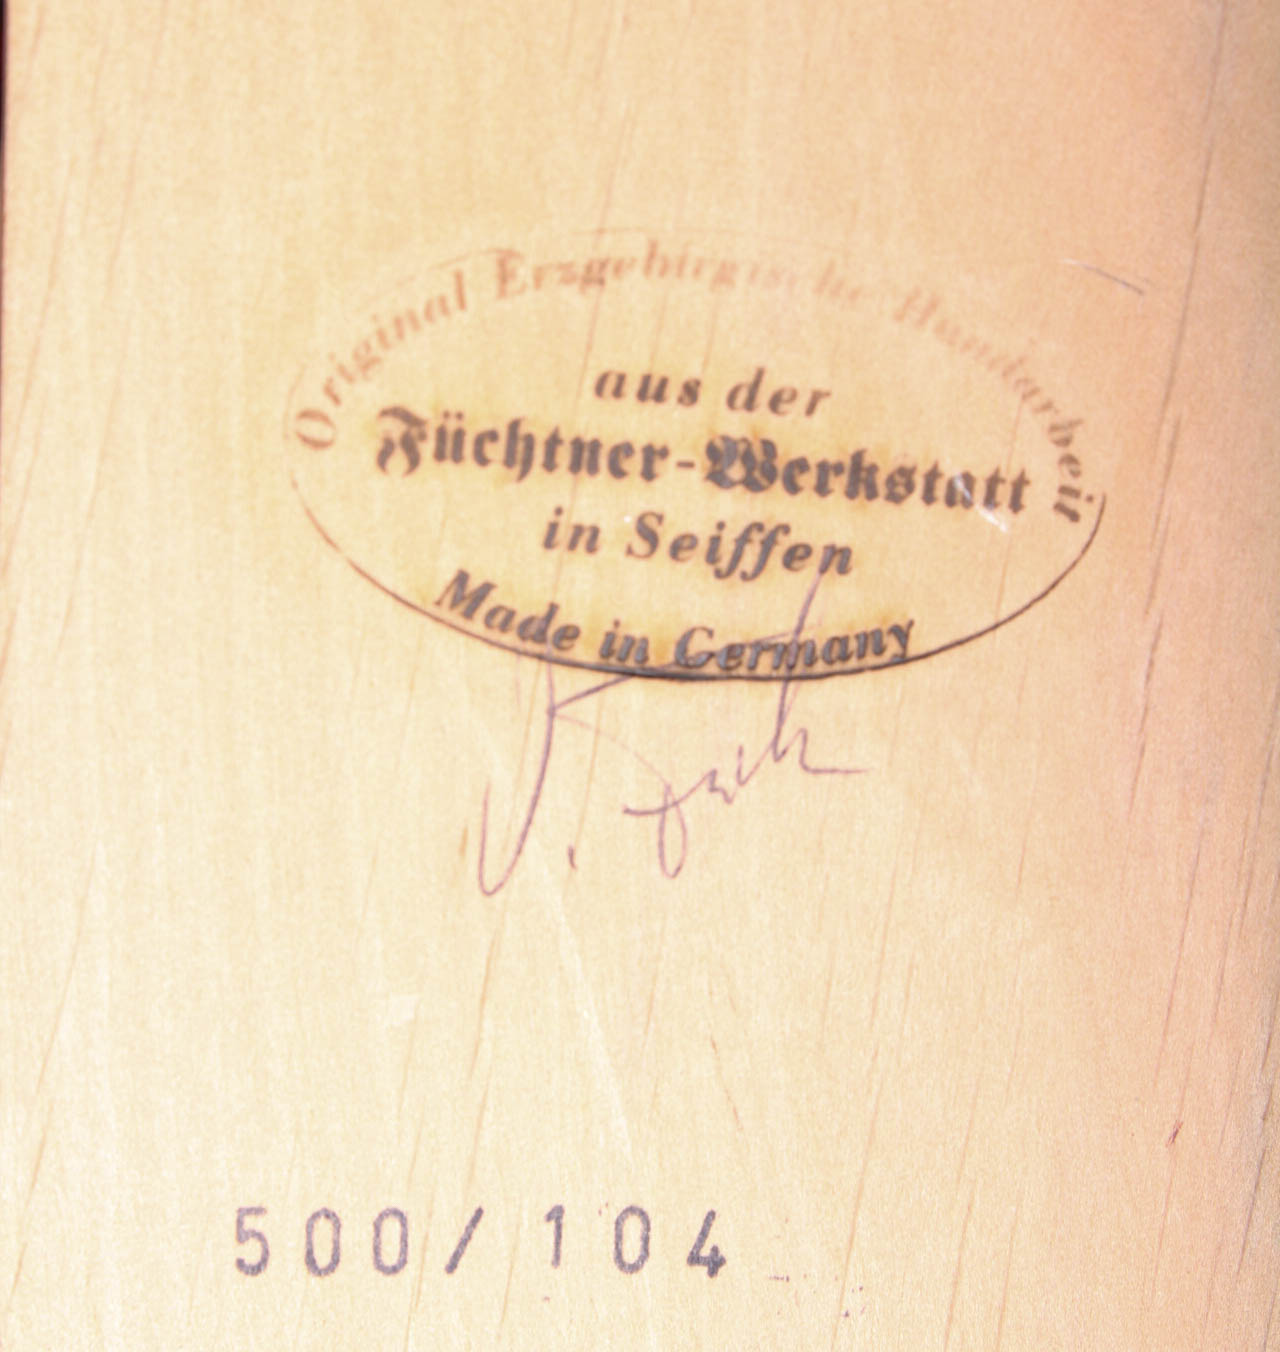 Original Erzgebirgische Handarbeit
aus der
Füchtner-Werkstatt
in Seiffen
Made in Germany
500/104